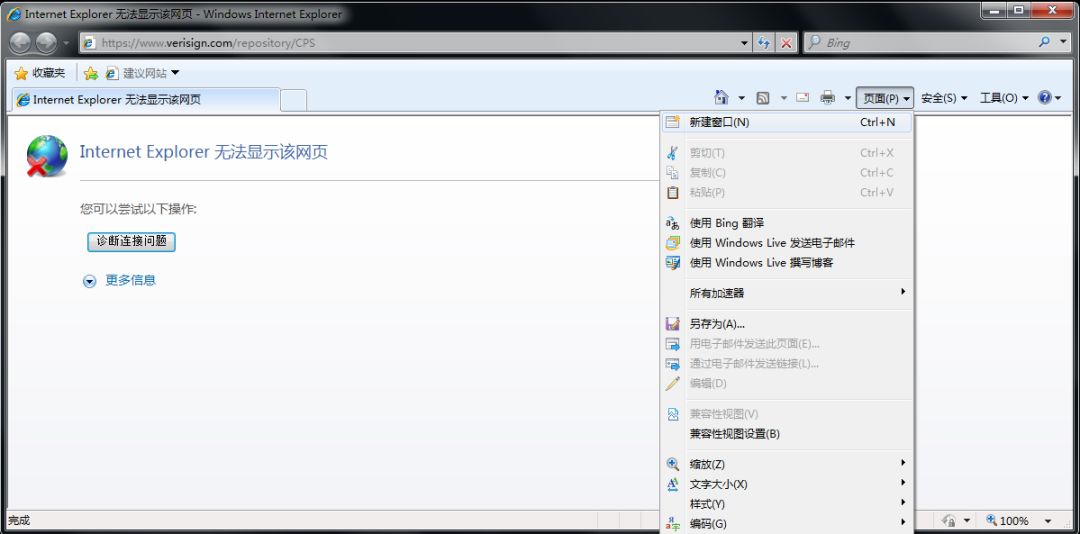 Internet Explorer 无法显示该网页 - Windows Internet Explorer
https://www.verisign.com/repository/CPS
Bing
收藏夹
建议网站
Internet Explorer 无法显示该网页
页面(P)
安全(S)
工具(O)
Internet Explorer 无法显示该网页
您可以尝试以下操作:
诊断连接问题
更多信息
新建窗口(N) Ctrl+N
剪切(T) Ctrl+X
复制(C) Ctrl+C
粘贴(P) Ctrl+V
使用 Bing 翻译
使用 Windows Live 发送电子邮件
使用 Windows Live 撰写博客
所有加速器
另存为(A)...
用电子邮件发送此页面(E)...
通过电子邮件发送链接(L)...
编辑(D)
兼容性视图(V)
兼容性视图设置(B)
缩放(Z)
文字大小(X)
样式(Y)
编码(G)
完成
100%